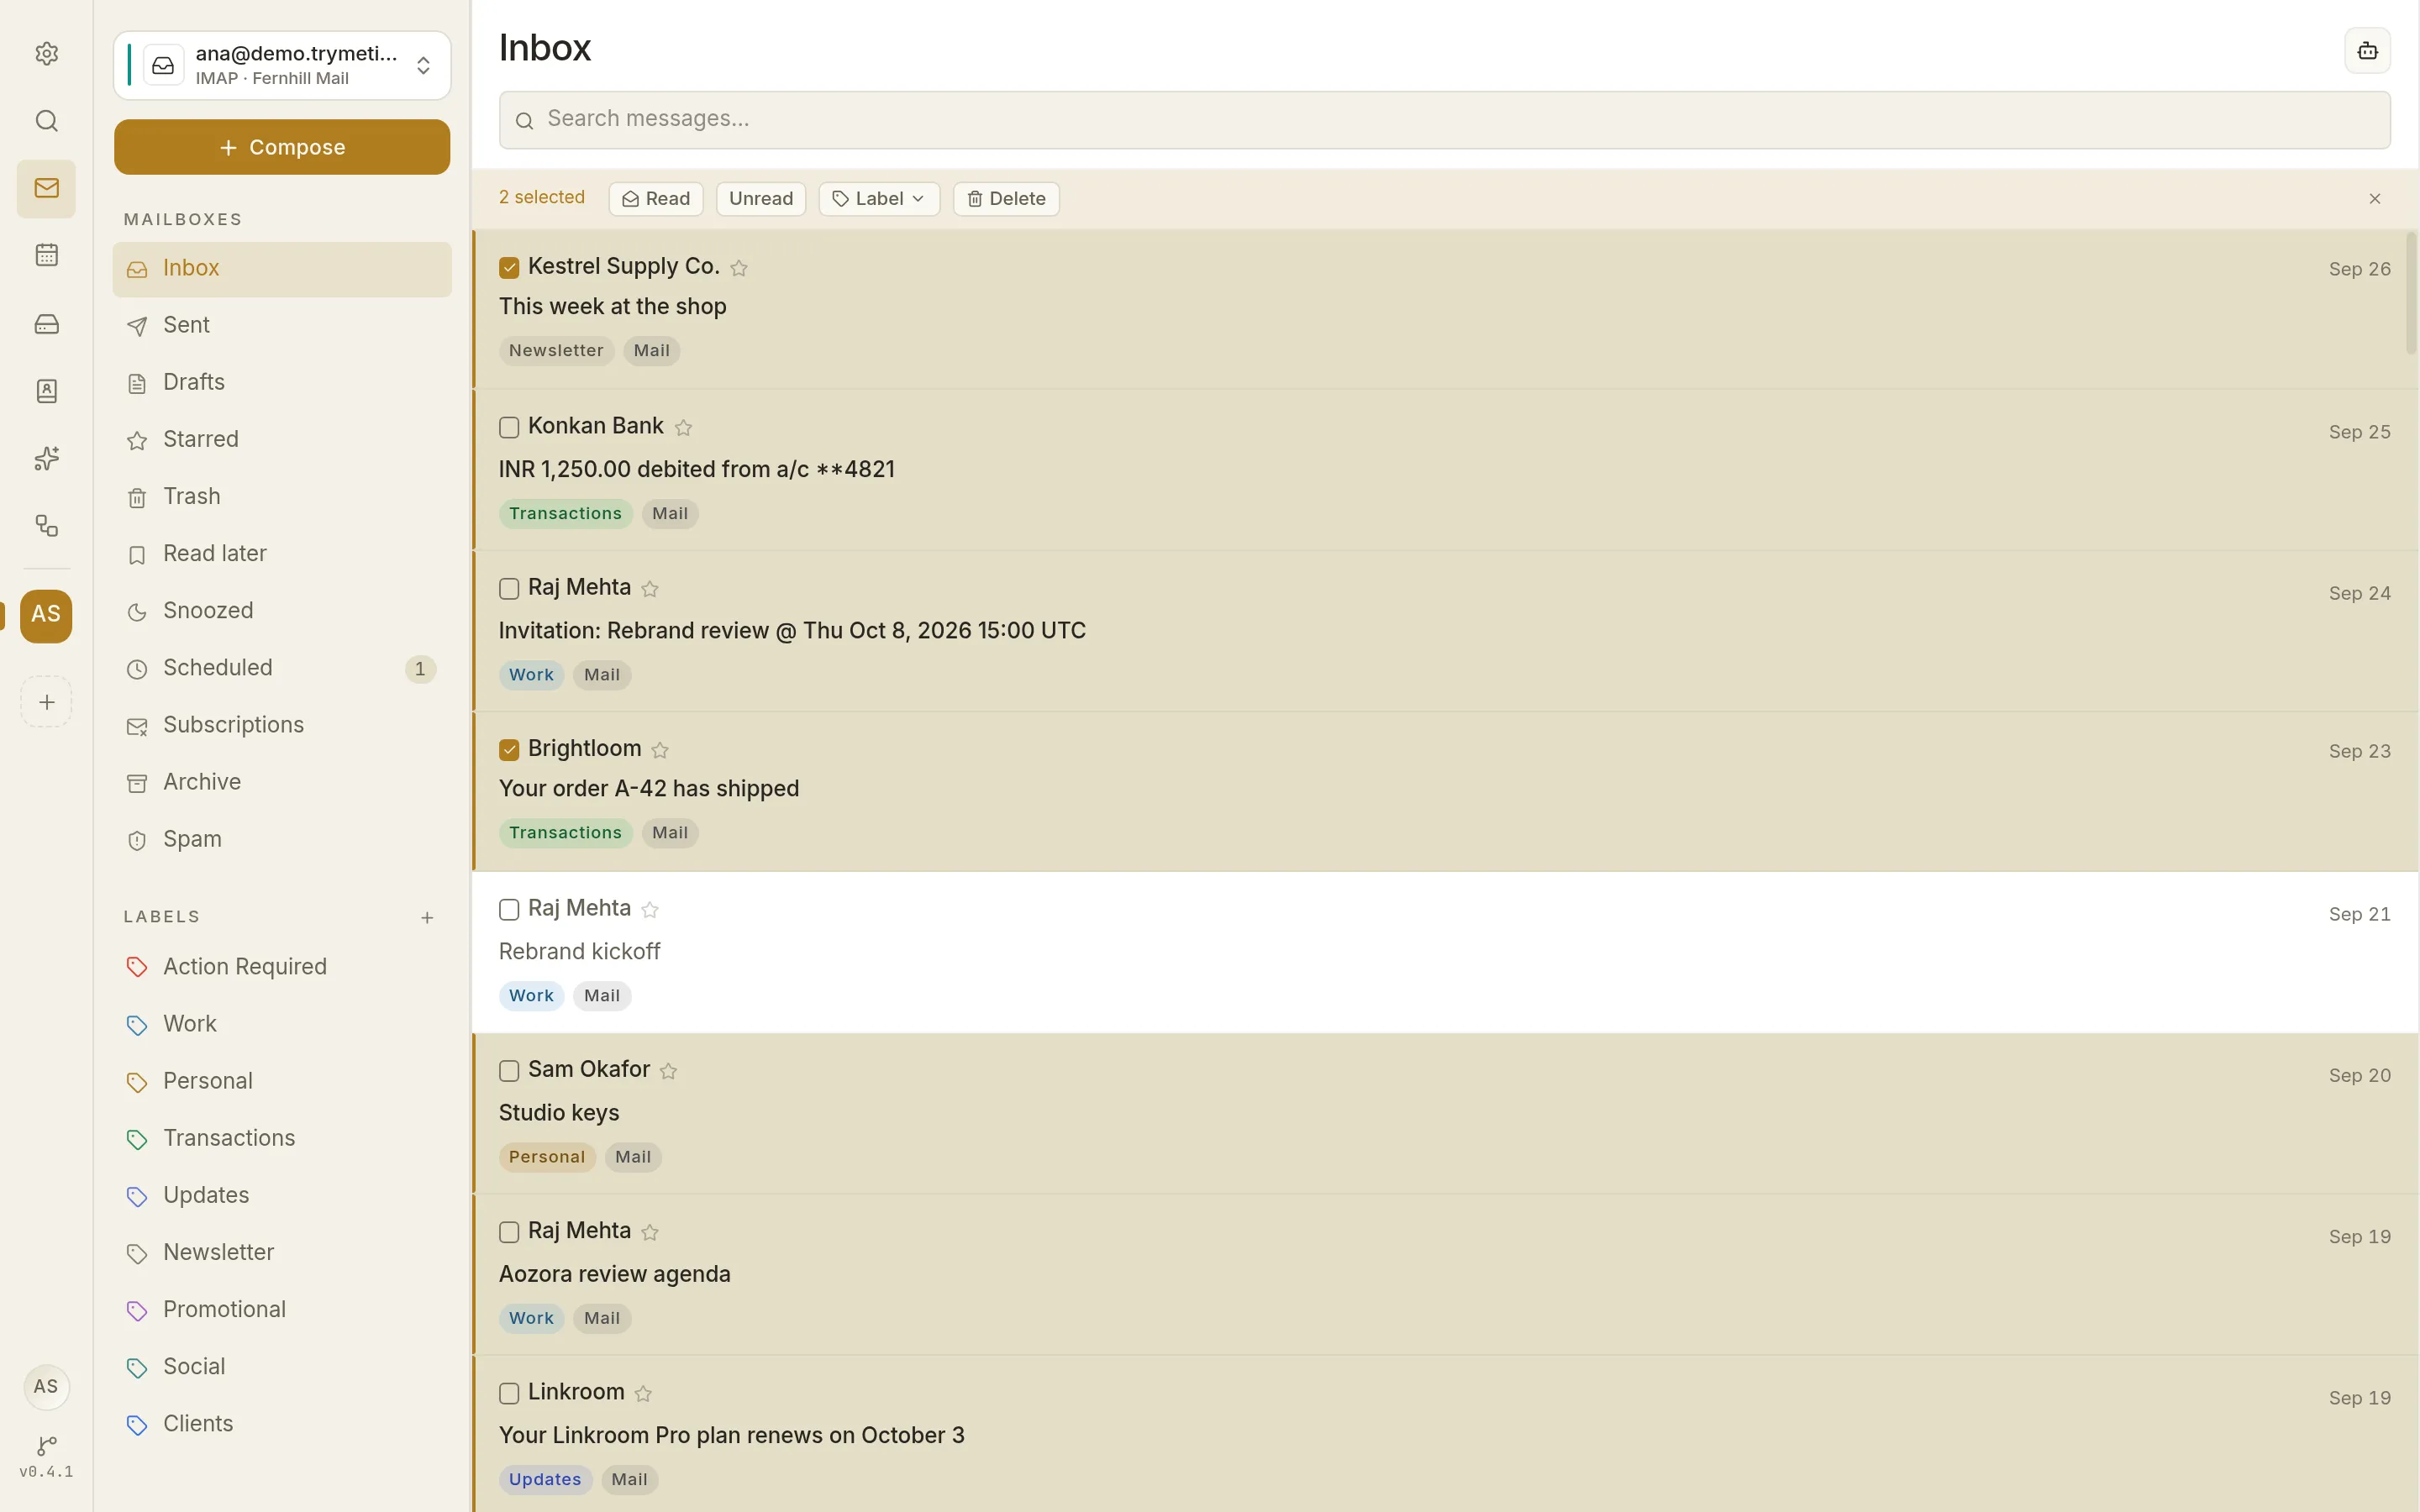 ana@demo.trymeti...
IMAP · Fernhill Mail
Compose
MAILBOXES
Inbox
Sent
Drafts
Starred
Trash
Read later
Snoozed
Scheduled 1
Subscriptions
Archive
Spam
LABELS
Action Required
Work
Personal
Transactions
Updates
Newsletter
Promotional
Social
Clients
AS
AS
v0.4.1
Inbox
Search messages...
2 selected Read Unread Label Delete
Kestrel Supply Co. Sep 26
This week at the shop
Newsletter Mail
Konkan Bank Sep 25
INR 1,250.00 debited from a/c **4821
Transactions Mail
Raj Mehta Sep 24
Invitation: Rebrand review @ Thu Oct 8, 2026 15:00 UTC
Work Mail
Brightloom Sep 23
Your order A-42 has shipped
Transactions Mail
Raj Mehta Sep 21
Rebrand kickoff
Work Mail
Sam Okafor Sep 20
Studio keys
Personal Mail
Raj Mehta Sep 19
Aozora review agenda
Work Mail
Linkroom Sep 19
Your Linkroom Pro plan renews on October 3
Updates Mail